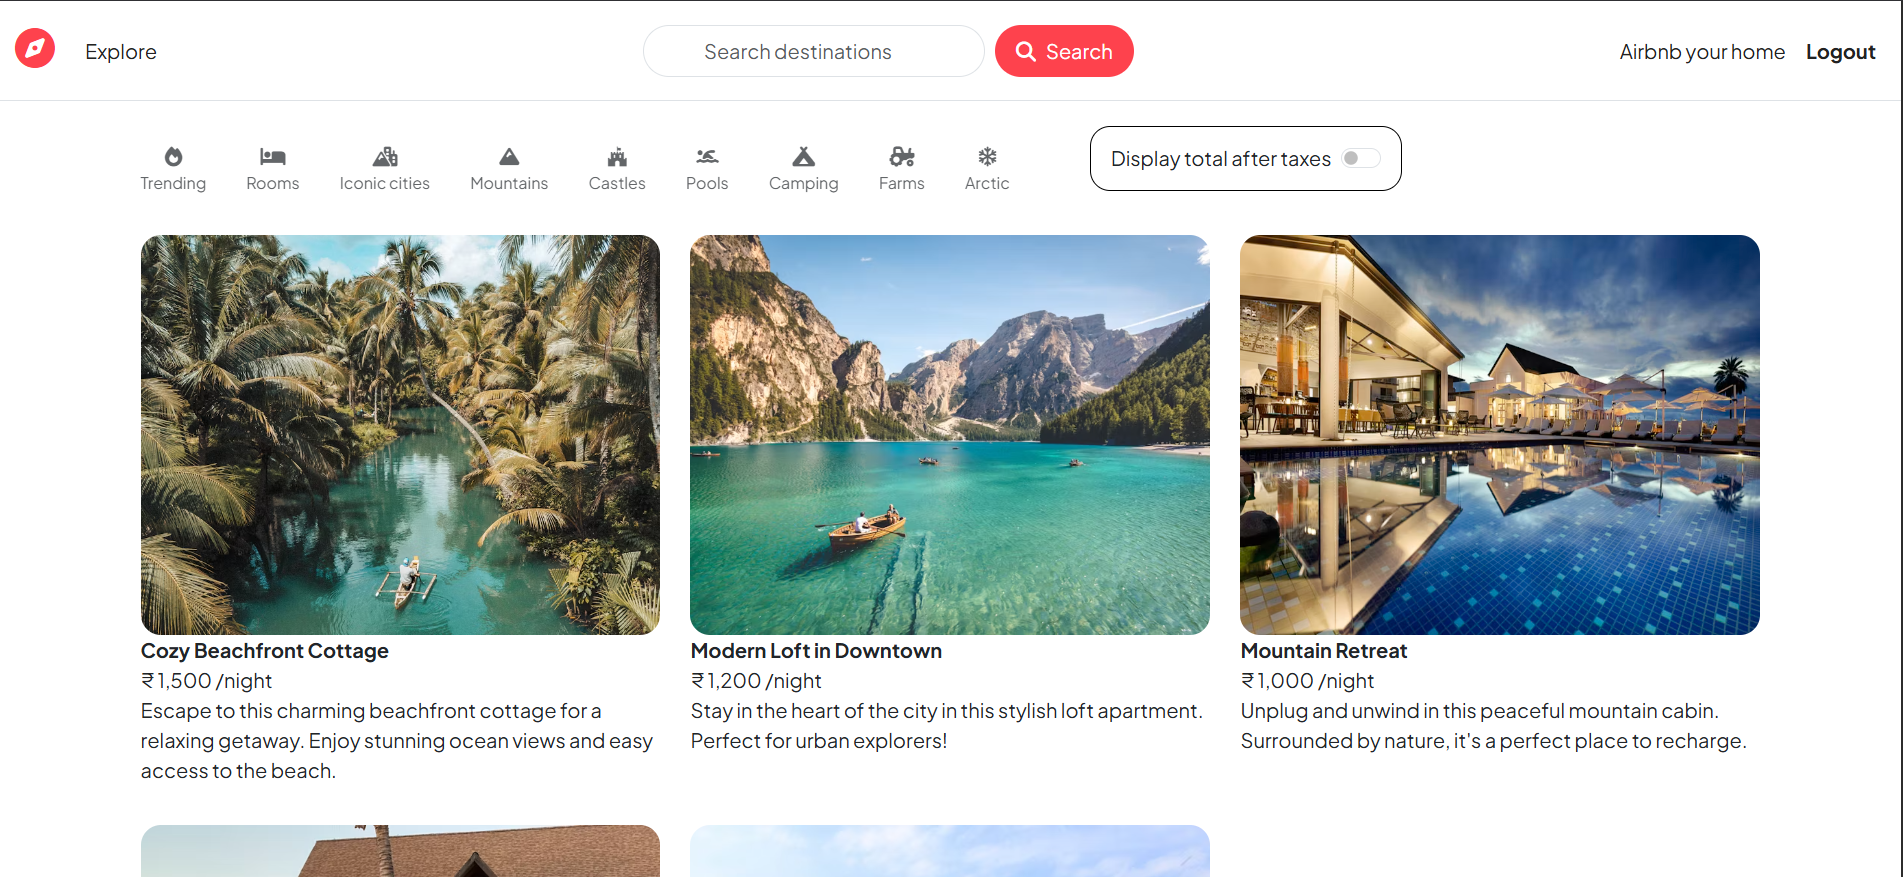 Explore
Search destinations
Search
Airbnb your home
Logout
Trending
Rooms
Iconic cities
Mountains
Castles
Pools
Camping
Farms
Arctic
Display total after taxes
Cozy Beachfront Cottage
₹1,500 /night
Escape to this charming beachfront cottage for a
relaxing getaway. Enjoy stunning ocean views and easy
access to the beach.
Modern Loft in Downtown
₹1,200 /night
Stay in the heart of the city in this stylish loft apartment.
Perfect for urban explorers!
Mountain Retreat
₹1,000 /night
Unplug and unwind in this peaceful mountain cabin.
Surrounded by nature, it's a perfect place to recharge.